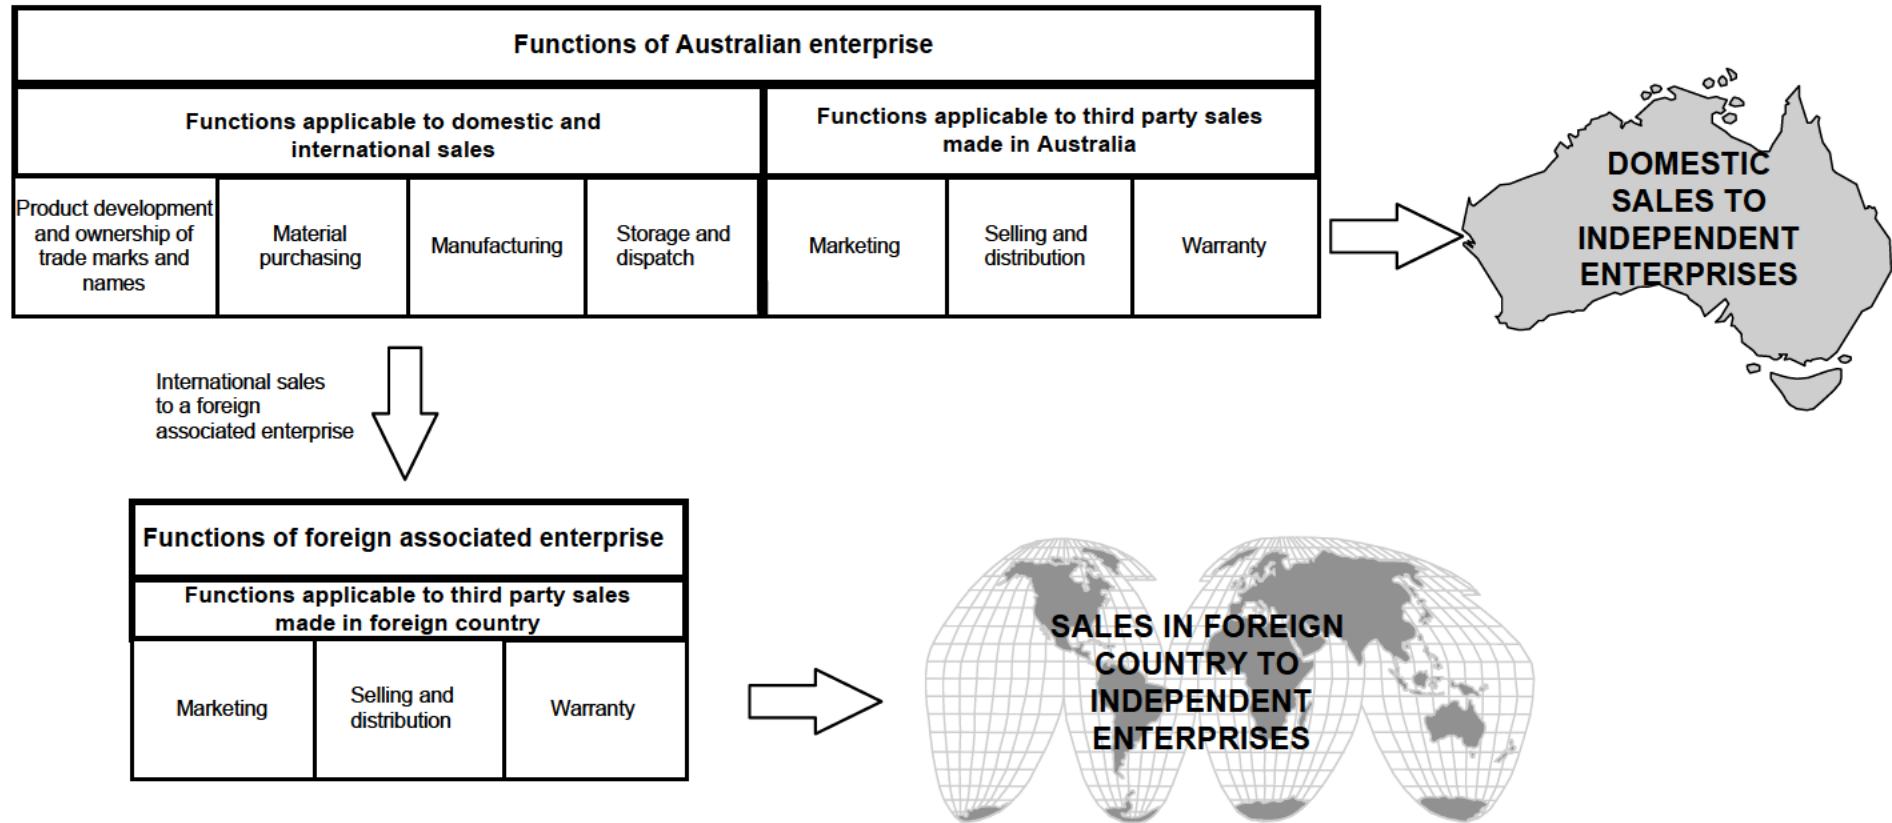 Functions of Australian enterprise
Functions applicable to domestic and
international sales
Functions applicable to third party sales
made in Australia
Product development
and ownership of
trade marks and
names
Material
purchasing
Manufacturing
Storage and
dispatch
Marketing
Selling and
distribution
Warranty
DOMESTIC
SALES TO
INDEPENDENT
ENTERPRISES
International sales
to a foreign
associated enterprise
Functions of foreign associated enterprise
Functions applicable to third party sales
made in foreign country
Marketing
Selling and
distribution
Warranty
SALES IN FOREIGN
COUNTRY TO
INDEPENDENT
ENTERPRISES